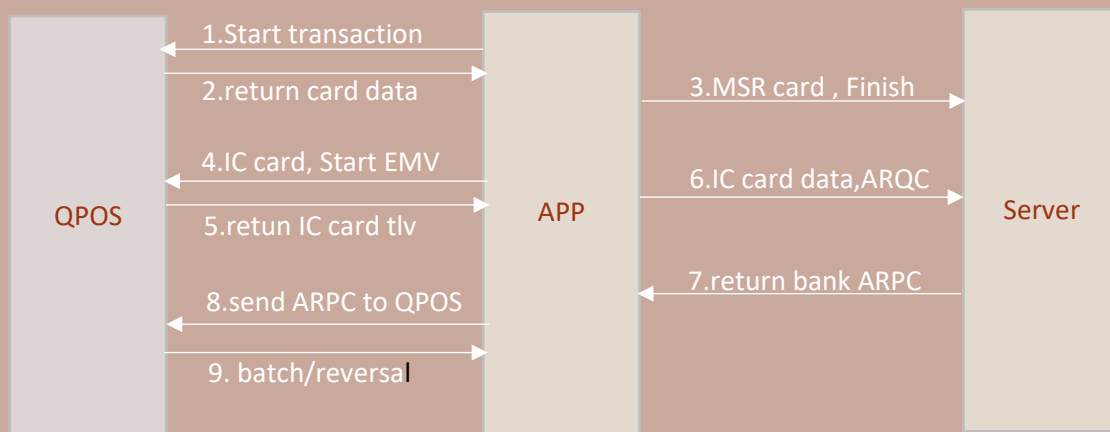 1.Start transaction
2.return card data
3.MSR card , Finish
4.IC card, Start EMV
6.IC card data,ARQC
QPOS
5.retun IC card tlv
APP
Server
7.return bank ARPC
8.send ARPC to QPOS
9. batch/reversal